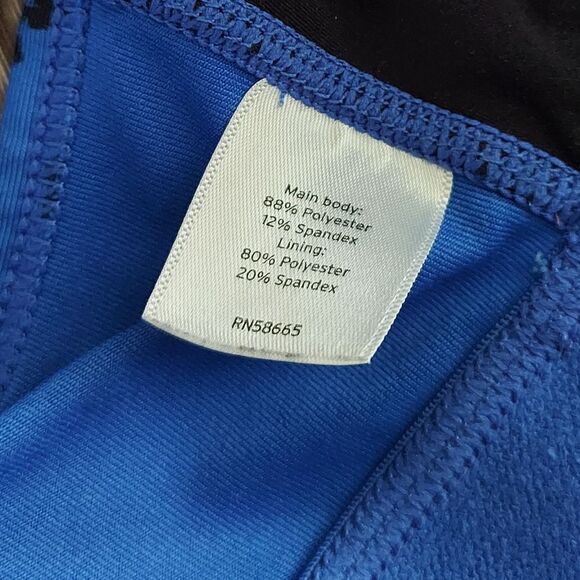 Main body:
88% Polyester
12% Spandex
Lining:
80% Polyester
20% Spandex
RN58665